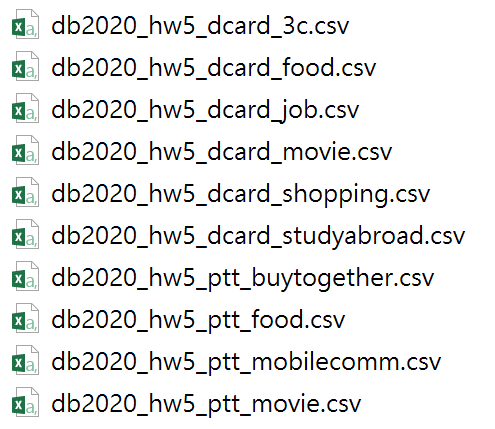 db2020_hw5_dcard_3c.csv
db2020_hw5_dcard_food.csv
db2020_hw5_dcard_job.csv
db2020_hw5_dcard_movie.csv
db2020_hw5_dcard_shopping.csv
db2020_hw5_dcard_studyabroad.csv
db2020_hw5_ptt_buytogether.csv
db2020_hw5_ptt_food.csv
db2020_hw5_ptt_mobilecomm.csv
db2020_hw5_ptt_movie.csv